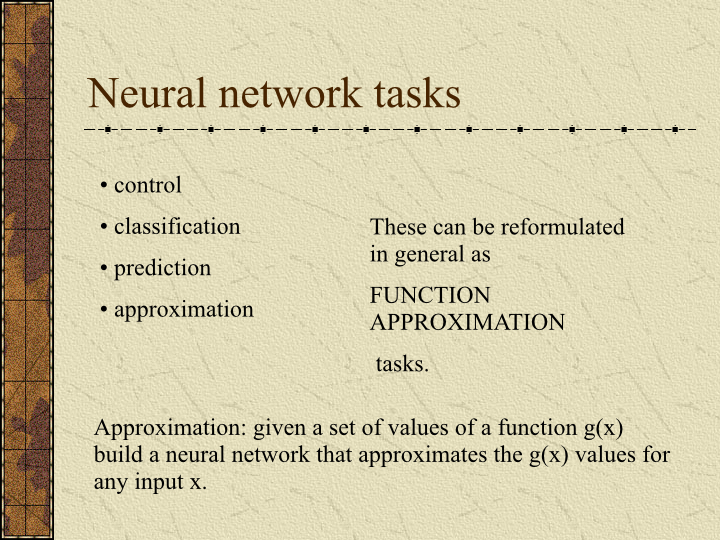 Neural network tasks
• control
• classification
• prediction
• approximation
These can be reformulated
in general as
FUNCTION
APPROXIMATION
tasks.
Approximation: given a set of values of a function g(x)
build a neural network that approximates the g(x) values for
any input x.